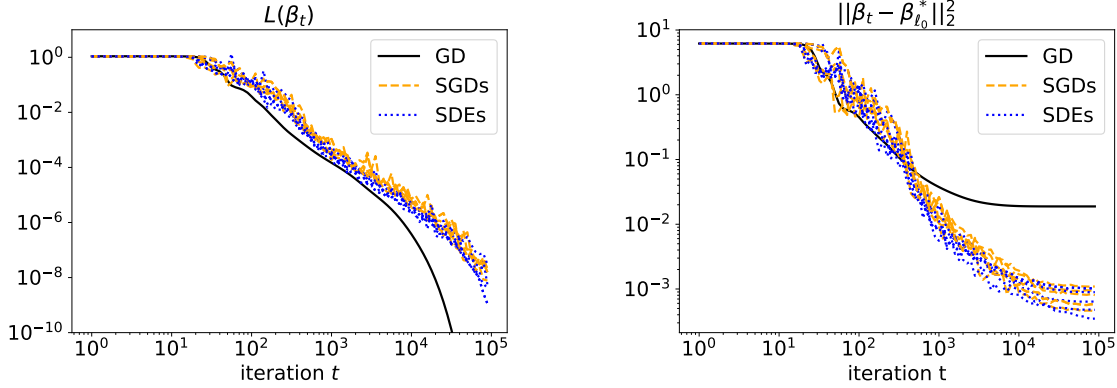 L(β_t)
10^0
10^-2
10^-4
10^-6
10^-8
10^-10
10^0 10^1 10^2 10^3 10^4 10^5
iteration t
GD
SGDs
SDEs
||β_t − β*_ℓ0||_2^2
10^1
10^0
10^-1
10^-2
10^-3
10^0 10^1 10^2 10^3 10^4 10^5
iteration t
GD
SGDs
SDEs